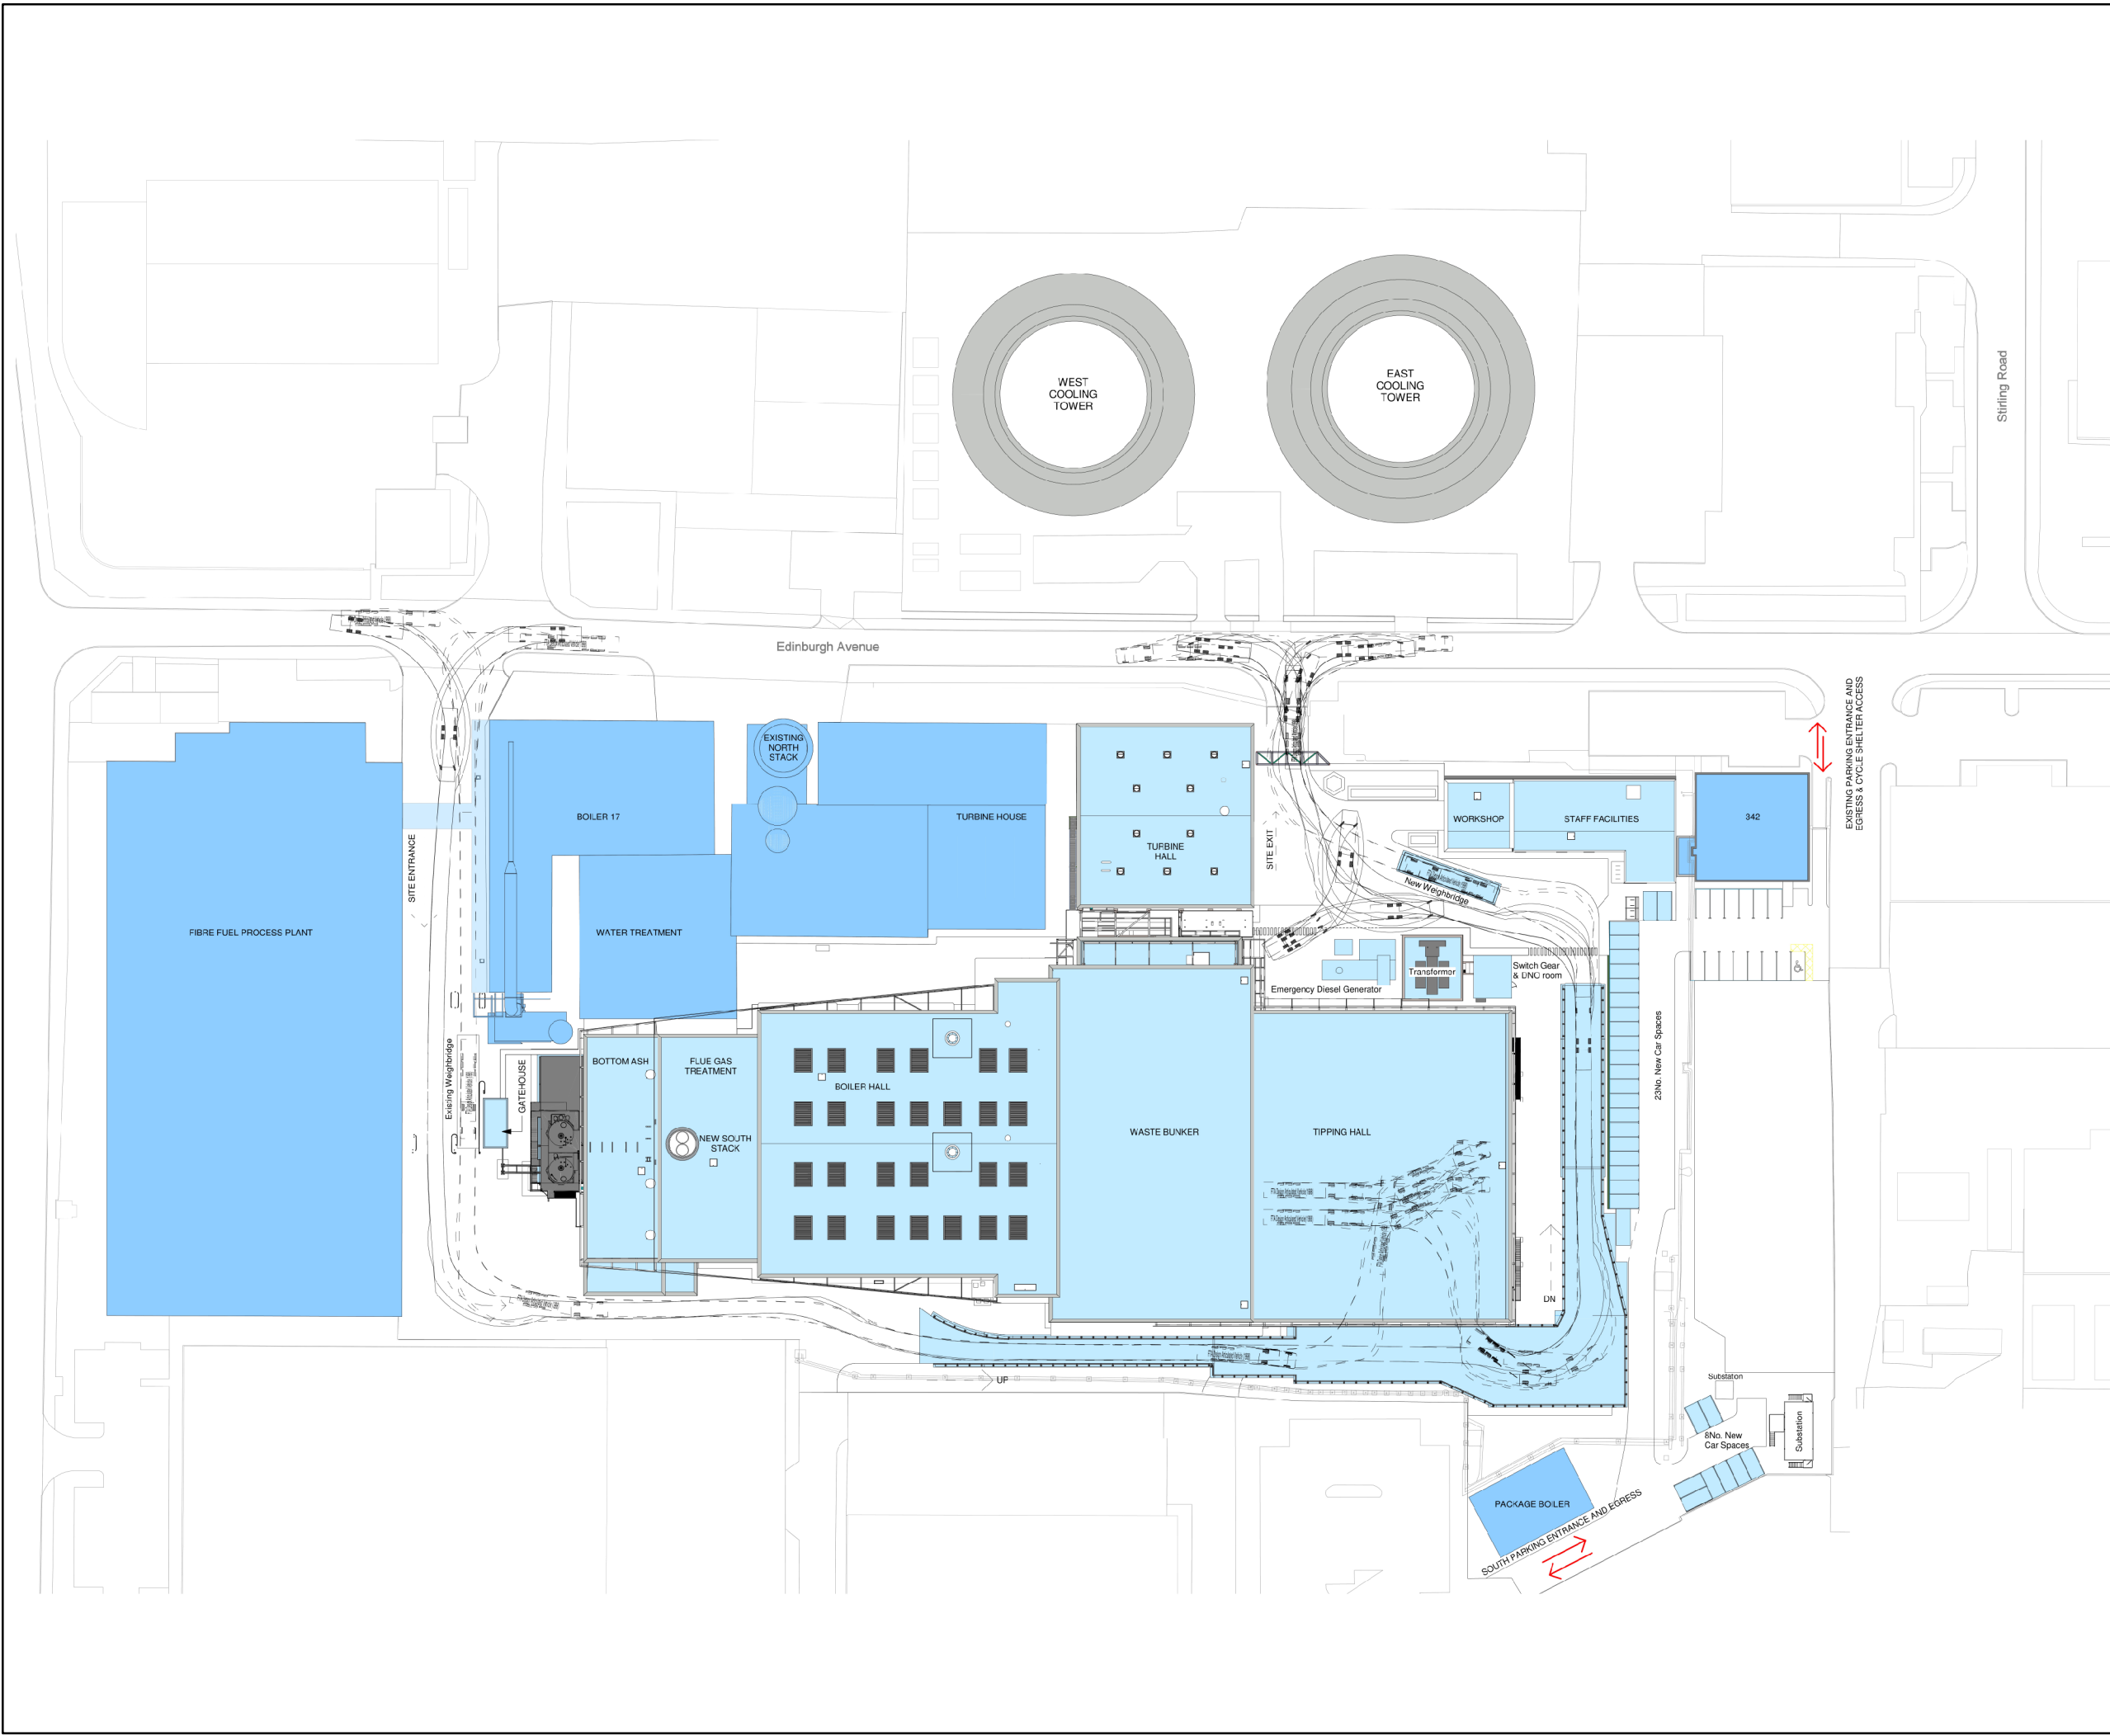 Stirling Road
WEST
COOLING
TOWER
EAST
COOLING
TOWER
Edinburgh Avenue
EXISTING PARKING ENTRANCE AND
EGRESS & CYCLE SHELTER ACCESS
EXISTING
NORTH
STACK
BOILER 17
TURBINE HOUSE
TURBINE
HALL
SITE ENTRANCE
SITE EXIT
WORKSHOP
STAFF FACILITIES
342
New Weighbridge
FIBRE FUEL PROCESS PLANT
WATER TREATMENT
Emergency Diesel Generator
Transformer
Switch Gear
& DNO room
23No. New Car Spaces
Existing Weighbridge
GATEHOUSE
BOTTOM ASH
FLUE GAS
TREATMENT
NEW SOUTH
STACK
BOILER HALL
WASTE BUNKER
TIPPING HALL
DN
UP
Substation
8No. New
Car Spaces
Substation
PACKAGE BOILER
SOUTH PARKING ENTRANCE AND EGRESS